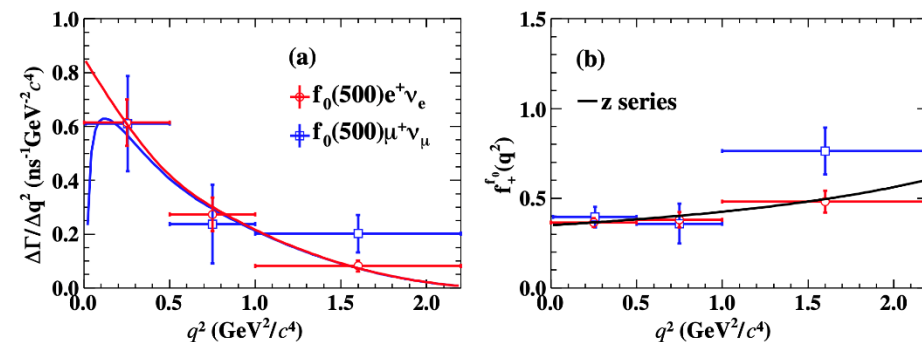 ΔΓ/Δq² (ns⁻¹GeV⁻²c⁴)
1.0
0.8
0.6
0.4
0.2
0.0
(a)
f₀(500)e⁺νₑ
f₀(500)μ⁺ν_μ
0.0 0.5 1.0 1.5 2.0
q² (GeV²/c⁴)
f₊^f₀(q²)
1.5
1.0
0.5
0.0
(b)
z series
0.0 0.5 1.0 1.5 2.0
q² (GeV²/c⁴)